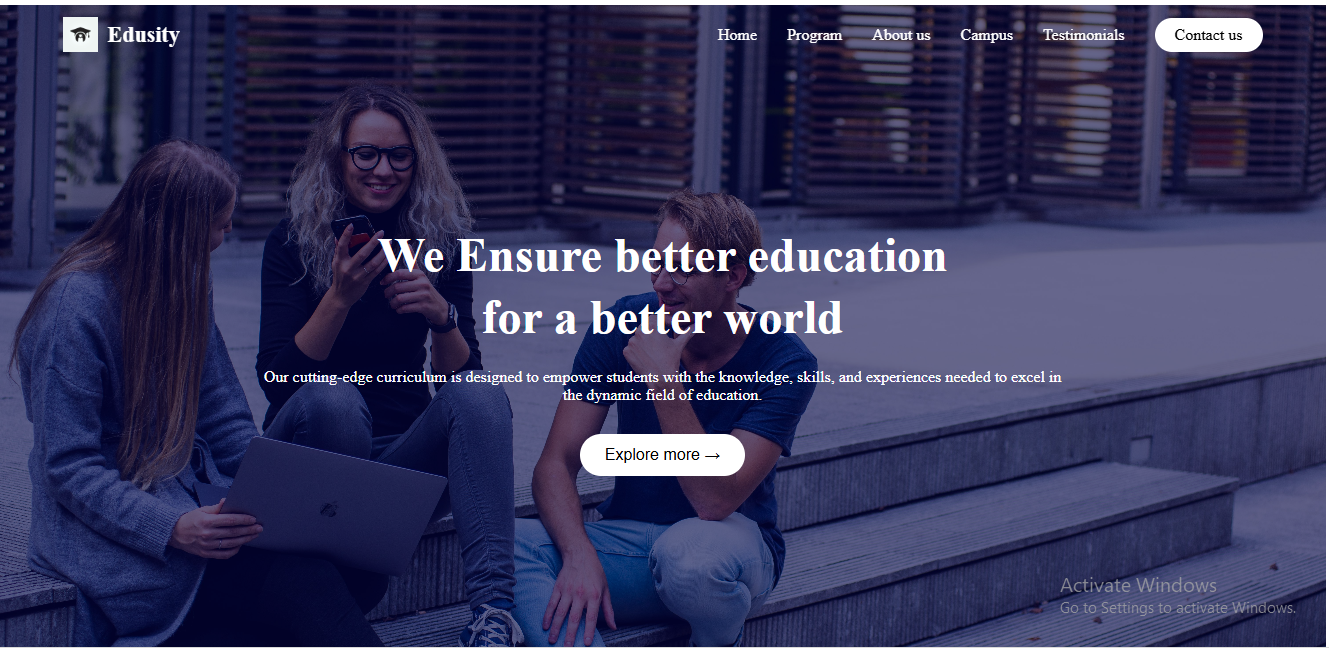 Edusity
Home Program About us Campus Testimonials Contact us
We Ensure better education
for a better world
Our cutting-edge curriculum is designed to empower students with the knowledge, skills, and experiences needed to excel in
the dynamic field of education.
Explore more →
Activate Windows
Go to Settings to activate Windows.